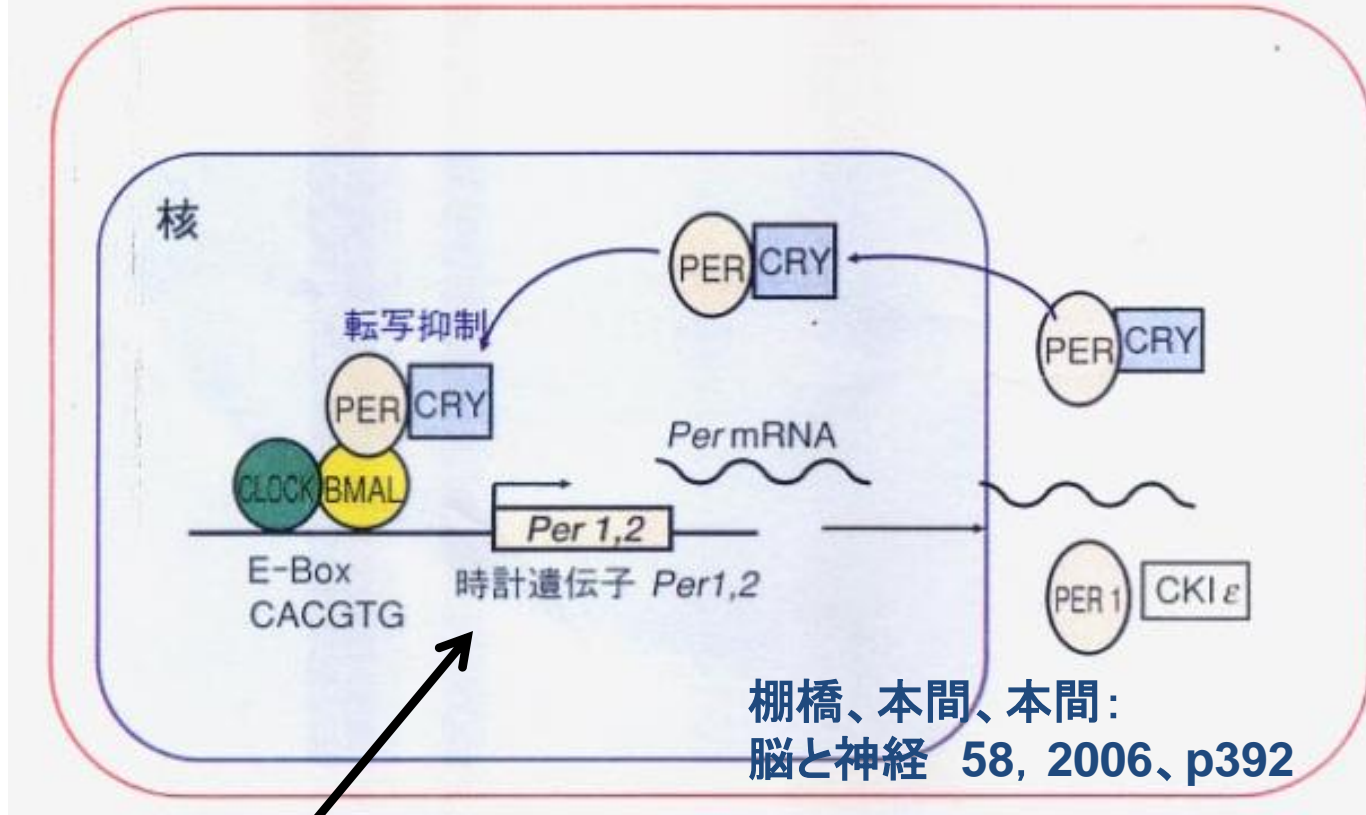 核
PER CRY
転写抑制
PER CRY
PER CRY
Per mRNA
CLOCK BMAL
Per 1,2
E-Box
CACGTG
時計遺伝子 Per1,2
PER 1 CKI ε
棚橋、本間、本間：
脳と神経 58, 2006、p392